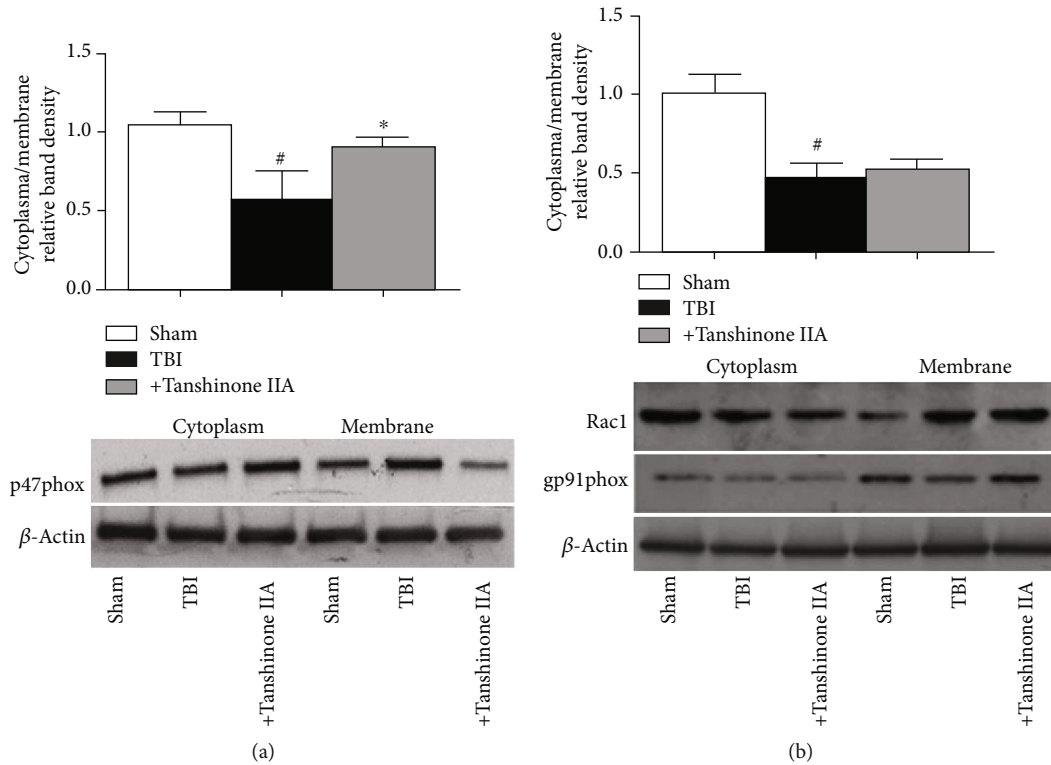 Cytoplasma/membrane
relative band density
1.5
1.0
0.5
0.0
#
*
Sham
TBI
+Tanshinone IIA
Cytoplasm
Membrane
p47phox
β-Actin
Sham
TBI
+Tanshinone IIA
Sham
TBI
+Tanshinone IIA
(a)
Cytoplasma/membrane
relative band density
1.5
1.0
0.5
0.0
#
Sham
TBI
+Tanshinone IIA
Cytoplasm
Membrane
Rac1
gp91phox
β-Actin
Sham
TBI
+Tanshinone IIA
Sham
TBI
+Tanshinone IIA
(b)